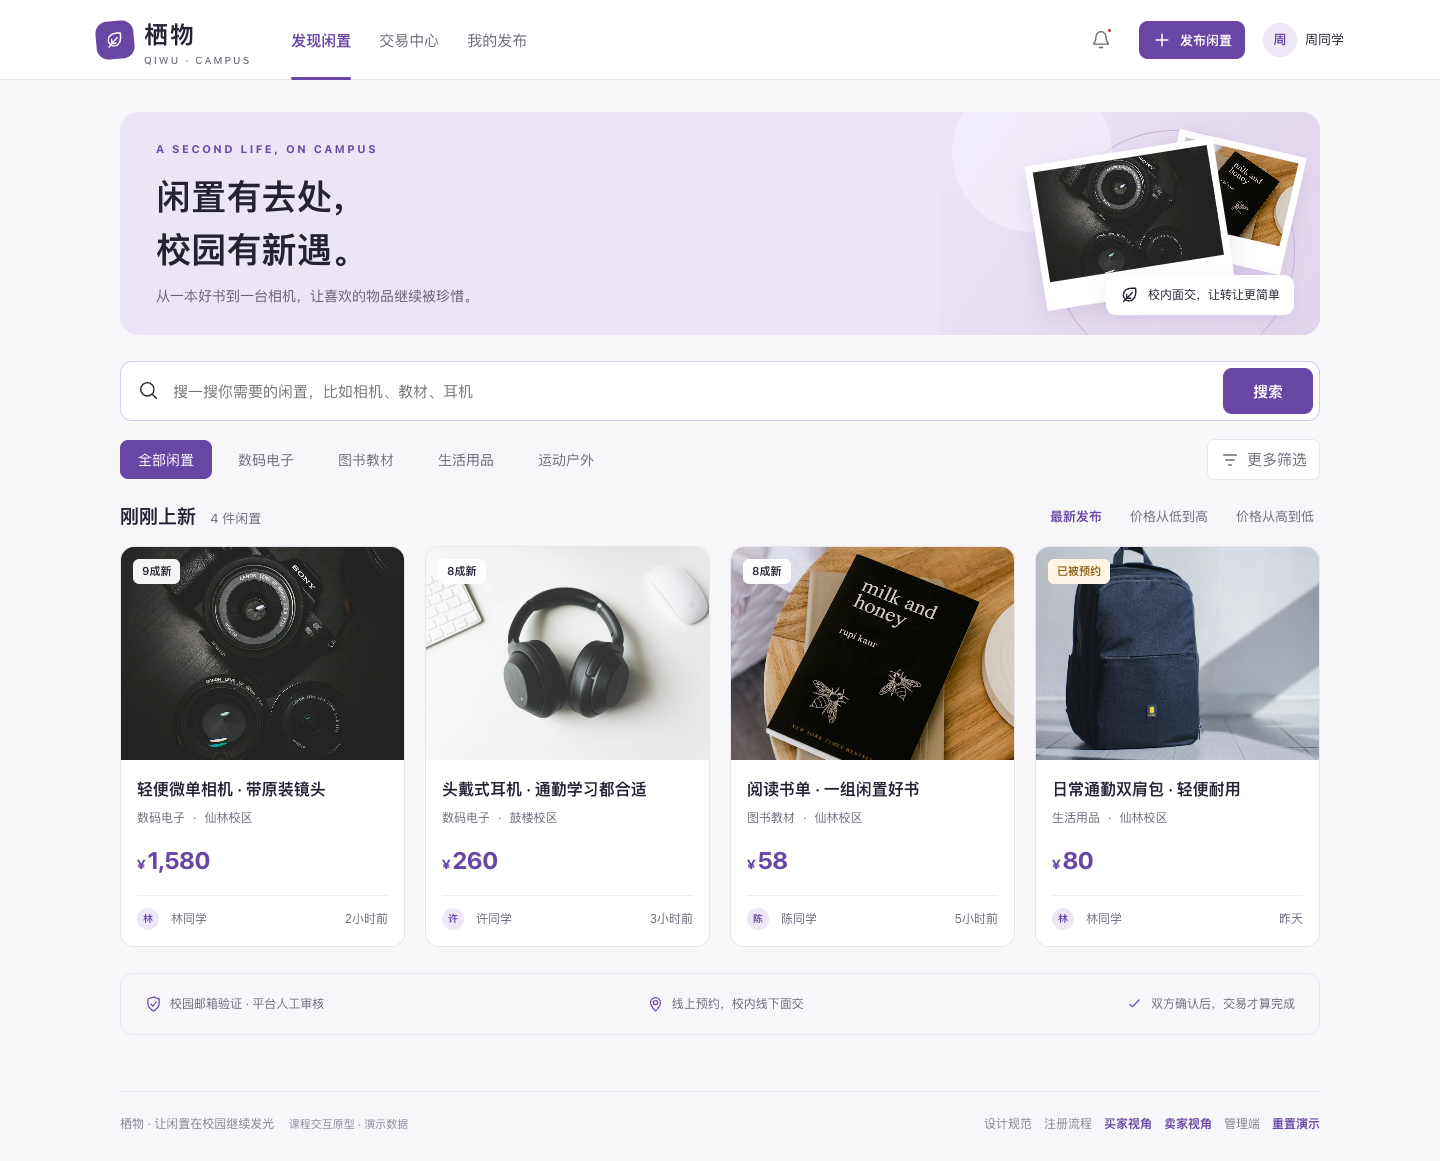 栖物
QIWU · CAMPUS
发现闲置
交易中心
我的发布
发布闲置
周
周同学
A SECOND LIFE, ON CAMPUS
闲置有去处，
校园有新遇。
从一本好书到一台相机，让喜欢的物品继续被珍惜。
milk and
honey
校内面交，让转让更简单
搜一搜你需要的闲置，比如相机、教材、耳机
搜索
全部闲置
数码电子
图书教材
生活用品
运动户外
更多筛选
刚刚上新
4 件闲置
最新发布
价格从低到高
价格从高到低
9成新
SONY
轻便微单相机 · 带原装镜头
数码电子 · 仙林校区
¥1,580
林
林同学
2小时前
8成新
头戴式耳机 · 通勤学习都合适
数码电子 · 鼓楼校区
¥260
许
许同学
3小时前
8成新
milk and
honey
rupi kaur
阅读书单 · 一组闲置好书
图书教材 · 仙林校区
¥58
陈
陈同学
5小时前
已被预约
日常通勤双肩包 · 轻便耐用
生活用品 · 仙林校区
¥80
林
林同学
昨天
校园邮箱验证 · 平台人工审核
线上预约，校内线下面交
双方确认后，交易才算完成
栖物 · 让闲置在校园继续发光
课程交互原型 · 演示数据
设计规范
注册流程
买家视角
卖家视角
管理端
重置演示